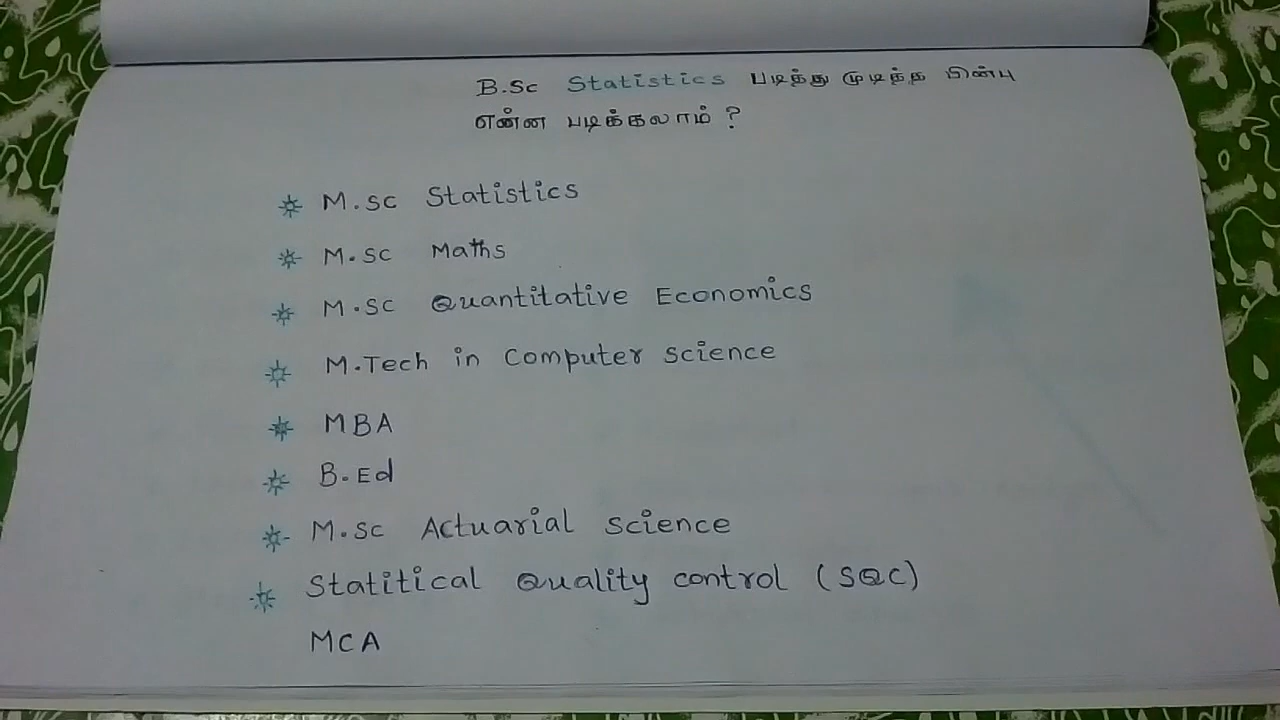 B.Sc Statistics படித்து முடித்த பின்பு
என்ன படிக்கலாம் ?
M.sc Statistics
M.sc Maths
M.sc Quantitative Economics
M.Tech in Computer science
MBA
B.Ed
M.sc Actuarial science
Statitical Quality control (SQC)
MCA